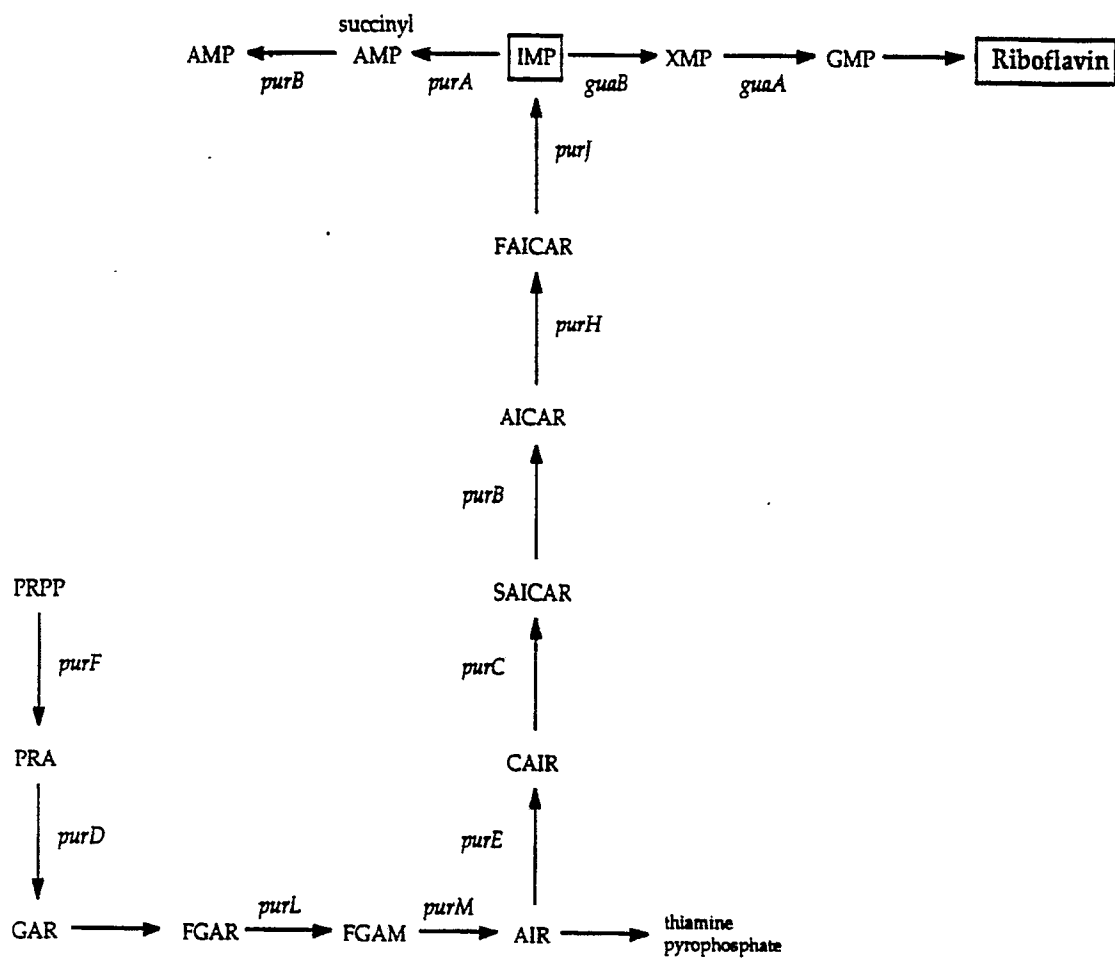 succinyl
AMP AMP IMP XMP GMP Riboflavin
purB purA guaB guaA
purJ
FAICAR
purH
AICAR
purB
PRPP SAICAR
purF purC
PRA CAIR
purD purE
purL purM
GAR FGAR FGAM AIR thiamine
pyrophosphate